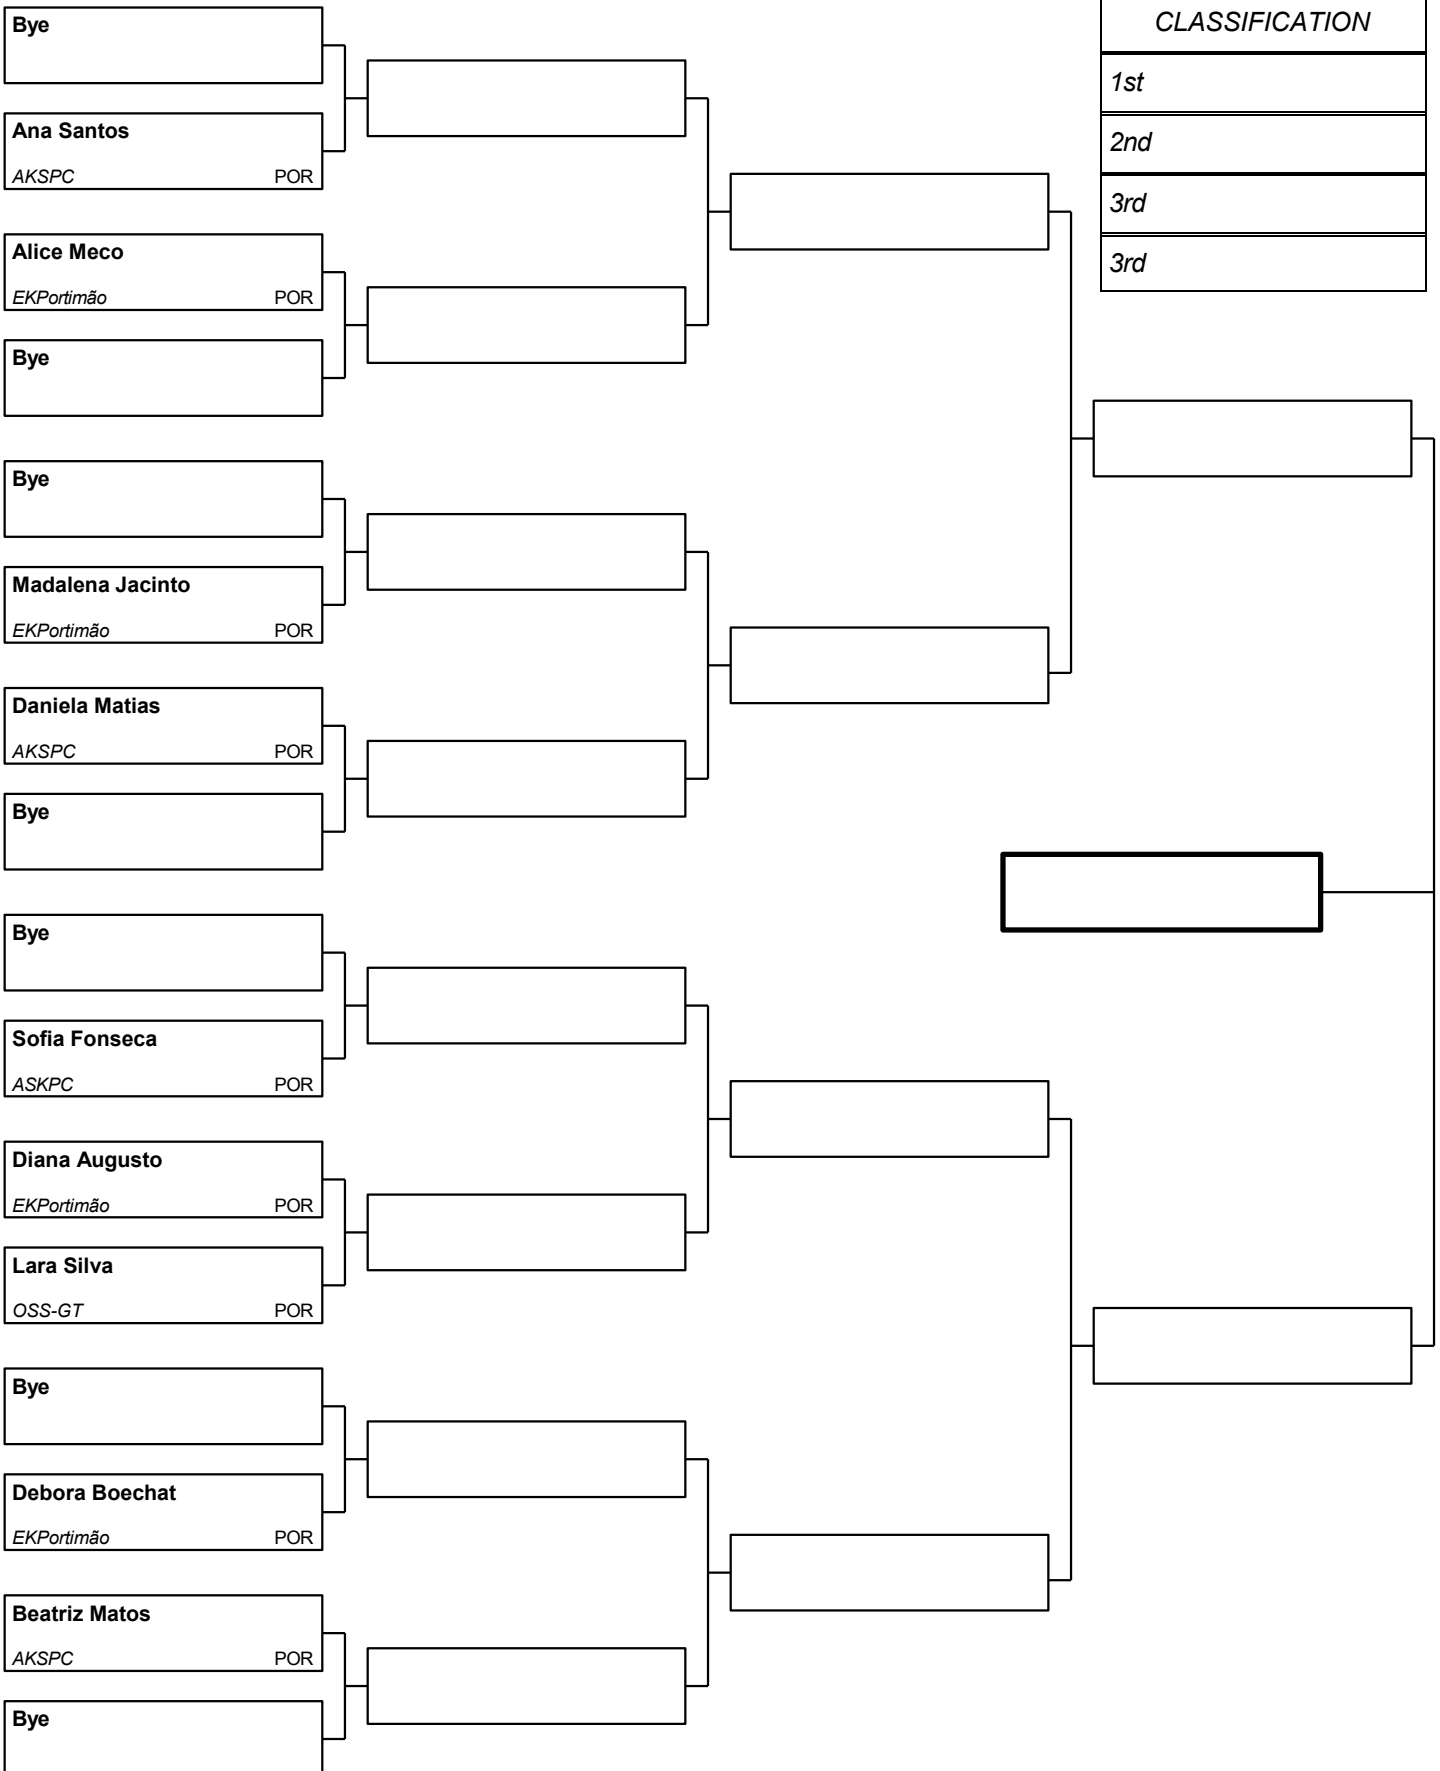 Bye
Ana Santos
AKSPC POR
Alice Meco
EKPortimão POR
Bye
Bye
Madalena Jacinto
EKPortimão POR
Daniela Matias
AKSPC POR
Bye
Bye
Sofia Fonseca
ASKPC POR
Diana Augusto
EKPortimão POR
Lara Silva
OSS-GT POR
Bye
Debora Boechat
EKPortimão POR
Beatriz Matos
AKSPC POR
Bye
CLASSIFICATION
1st
2nd
3rd
3rd